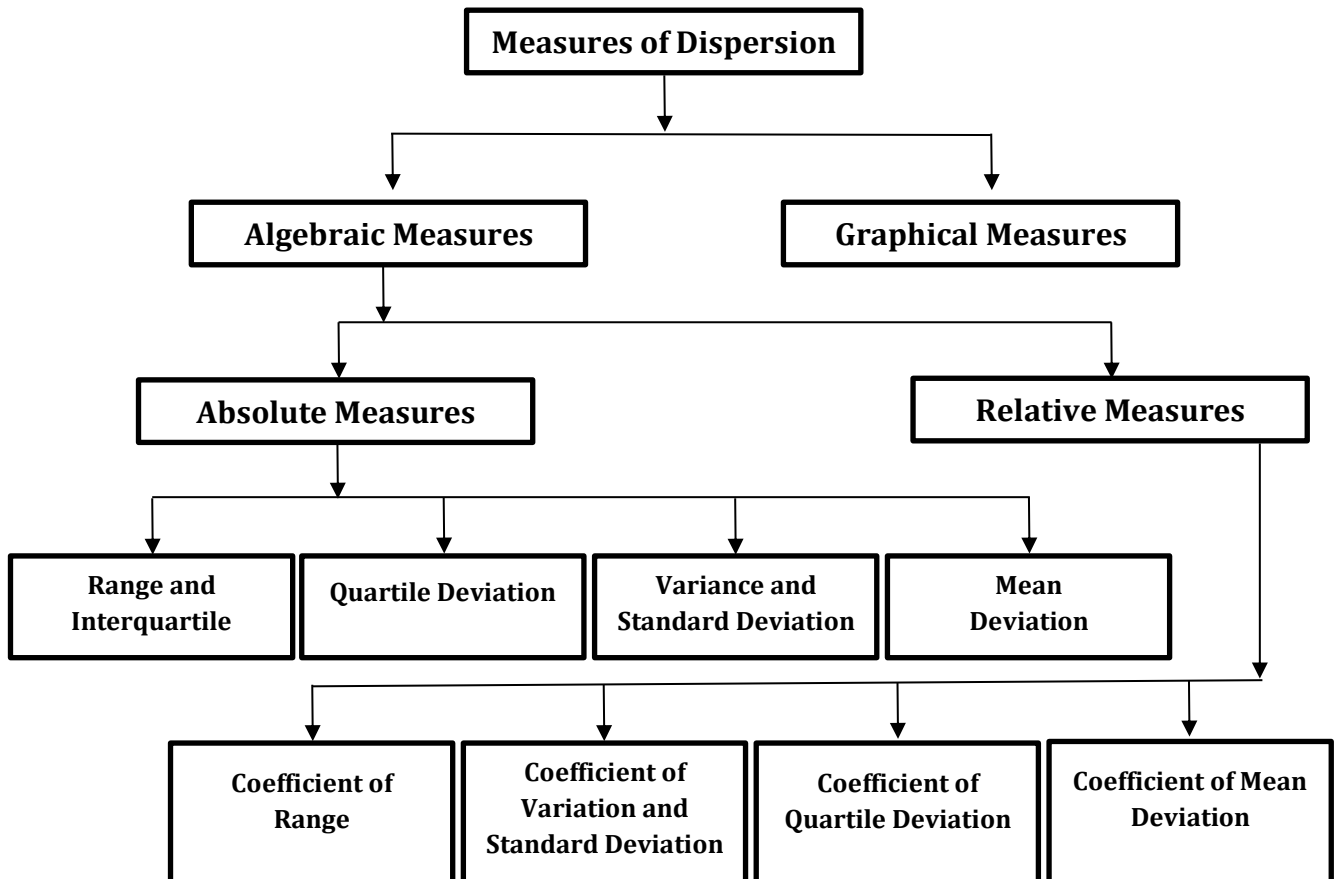 Measures of Dispersion
Algebraic Measures
Graphical Measures
Absolute Measures
Relative Measures
Range and
Interquartile
Quartile Deviation
Variance and
Standard Deviation
Mean
Deviation
Coefficient of
Range
Coefficient of
Variation and
Standard Deviation
Coefficient of
Quartile Deviation
Coefficient of Mean
Deviation